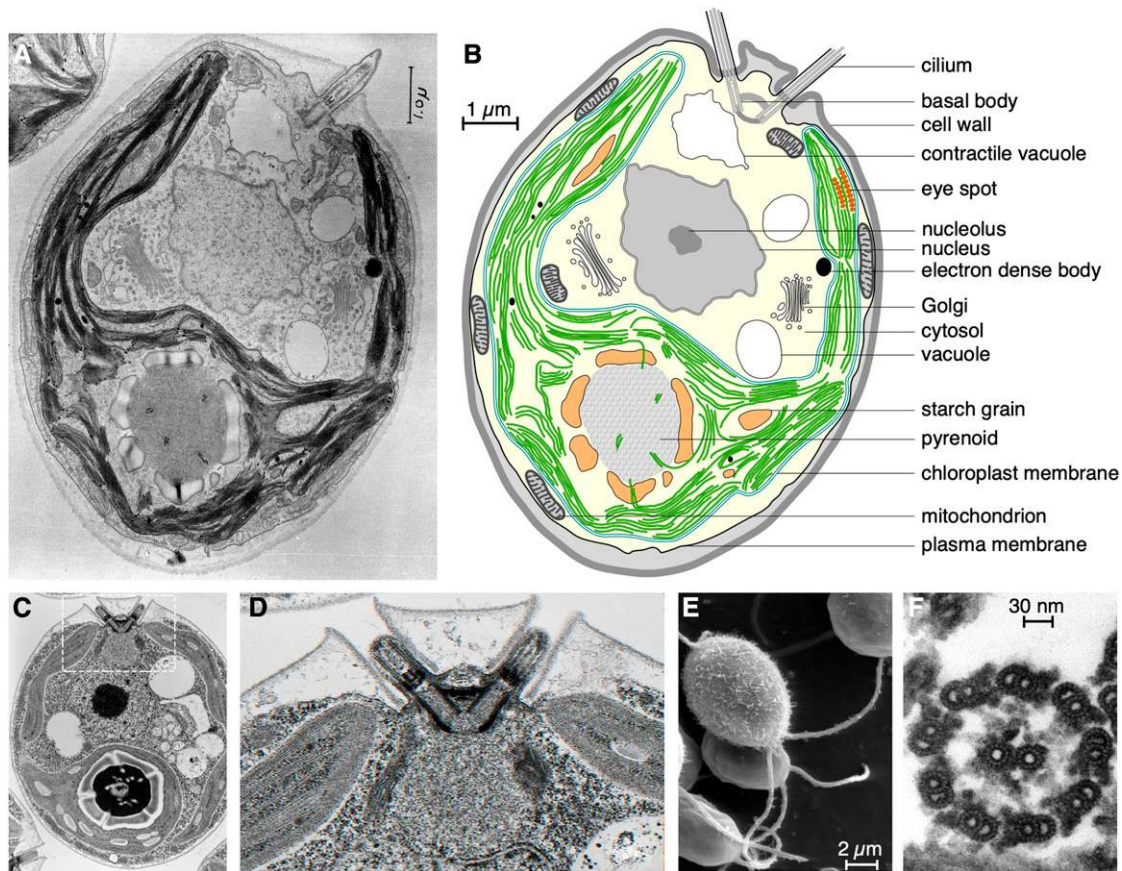 A
1.0 μm
B
1 μm
cilium
basal body
cell wall
contractile vacuole
eye spot
nucleolus
nucleus
electron dense body
Golgi
cytosol
vacuole
starch grain
pyrenoid
chloroplast membrane
mitochondrion
plasma membrane
C
D
E
2 μm
F
30 nm